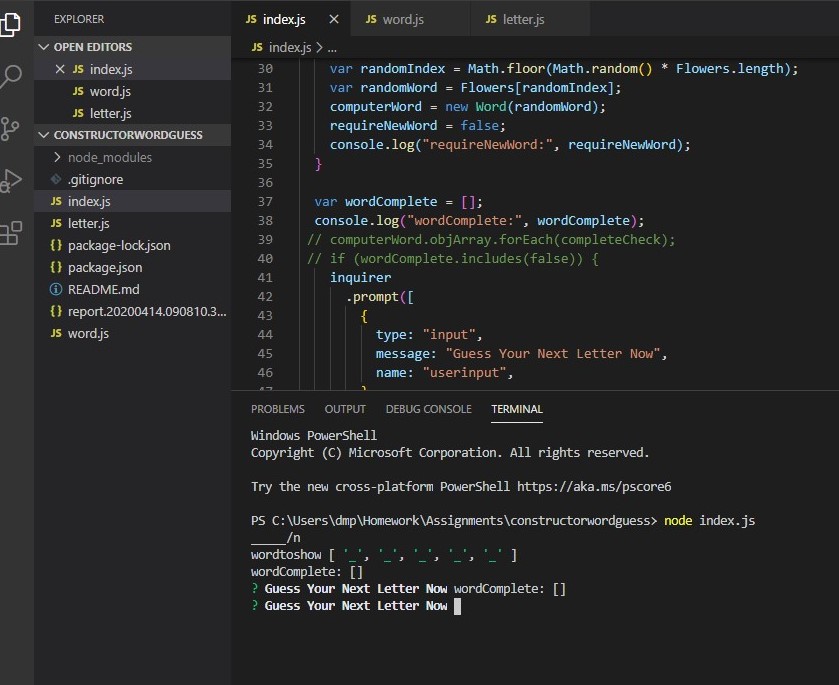 EXPLORER
OPEN EDITORS
JS index.js
JS word.js
JS letter.js
CONSTRUCTORWORDGUESS
node_modules
.gitignore
JS index.js
JS letter.js
{} package-lock.json
{} package.json
README.md
{} report.20200414.090810.3...
JS word.js
JS index.js JS word.js JS letter.js
JS index.js > ...
30 var randomIndex = Math.floor(Math.random() * Flowers.length);
31 var randomWord = Flowers[randomIndex];
32 computerWord = new Word(randomWord);
33 requireNewWord = false;
34 console.log("requireNewWord:", requireNewWord);
35 }
36
37 var wordComplete = [];
38 console.log("wordComplete:", wordComplete);
39 // computerWord.objArray.forEach(completeCheck);
40 // if (wordComplete.includes(false)) {
41 inquirer
42 .prompt([
43 {
44 type: "input",
45 message: "Guess Your Next Letter Now",
46 name: "userinput",
47 }
PROBLEMS OUTPUT DEBUG CONSOLE TERMINAL
Windows PowerShell
Copyright (C) Microsoft Corporation. All rights reserved.
Try the new cross-platform PowerShell https://aka.ms/pscore6
PS C:\Users\dmp\Homework\Assignments\constructorwordguess> node index.js
_____/n
wordtoshow [ '_', '_', '_', '_', '_' ]
wordComplete: []
? Guess Your Next Letter Now wordComplete: []
? Guess Your Next Letter Now